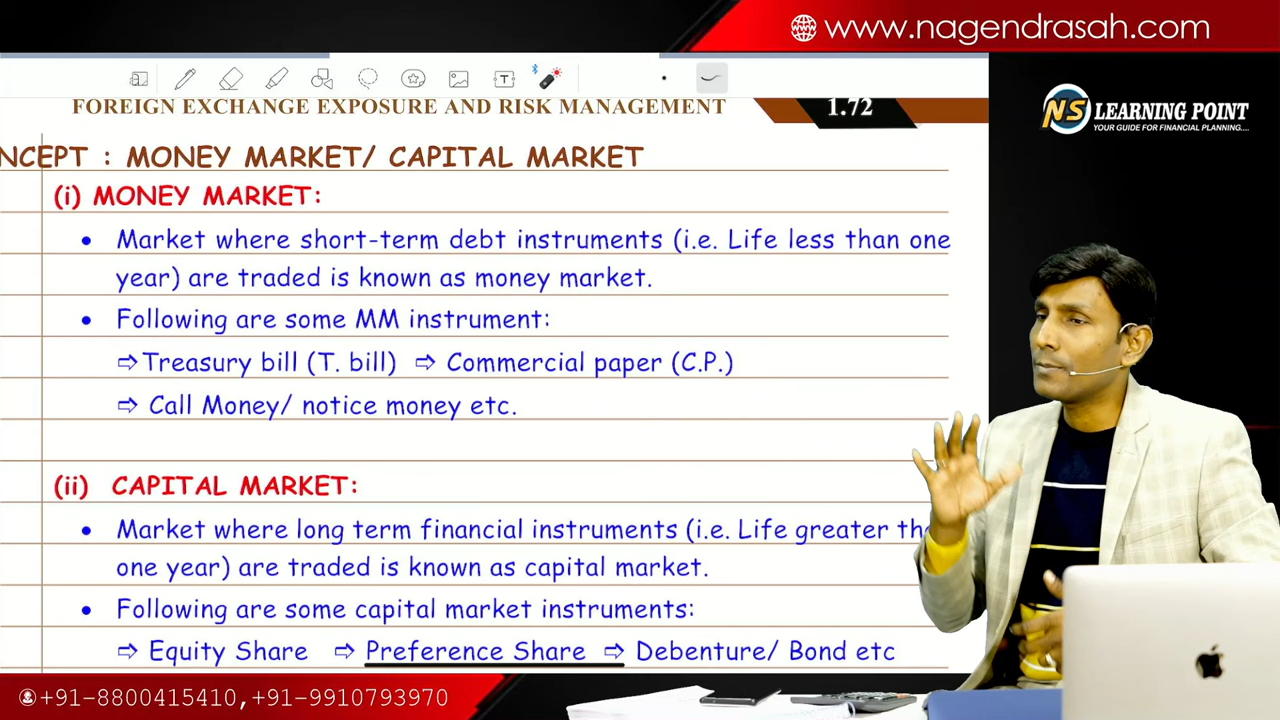 www.nagendrasah.com
NS LEARNING POINT
YOUR GUIDE FOR FINANCIAL PLANNING....
T
FOREIGN EXCHANGE EXPOSURE AND RISK MANAGEMENT 1.72
NCEPT : MONEY MARKET/ CAPITAL MARKET
(i) MONEY MARKET:
• Market where short-term debt instruments (i.e. Life less than one
year) are traded is known as money market.
• Following are some MM instrument:
⇨Treasury bill (T. bill) ⇨ Commercial paper (C.P.)
⇨ Call Money/ notice money etc.
(ii) CAPITAL MARKET:
• Market where long term financial instruments (i.e. Life greater th
one year) are traded is known as capital market.
• Following are some capital market instruments:
⇨ Equity Share ⇨ Preference Share ⇨ Debenture/ Bond etc
+91-8800415410,+91-9910793970